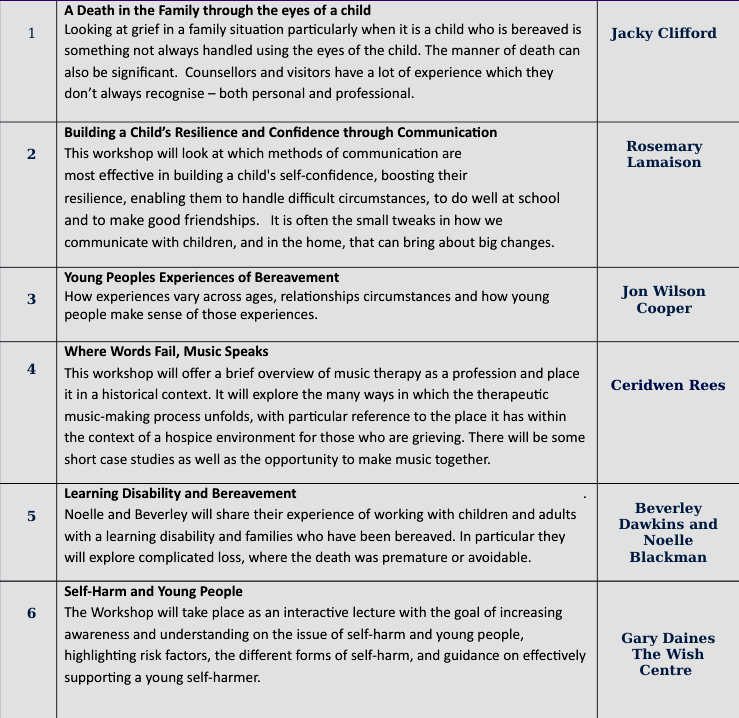 1
A Death in the Family through the eyes of a child
Looking at grief in a family situation particularly when it is a child who is bereaved is
something not always handled using the eyes of the child. The manner of death can
also be significant.  Counsellors and visitors have a lot of experience which they
don’t always recognise – both personal and professional.
Jacky Clifford
2
Building a Child’s Resilience and Confidence through Communication
This workshop will look at which methods of communication are
most effective in building a child's self-confidence, boosting their
resilience, enabling them to handle difficult circumstances, to do well at school
and to make good friendships.   It is often the small tweaks in how we
communicate with children, and in the home, that can bring about big changes.
Rosemary
Lamaison
3
Young Peoples Experiences of Bereavement
How experiences vary across ages, relationships circumstances and how young
people make sense of those experiences.
Jon Wilson
Cooper
4
Where Words Fail, Music Speaks
This workshop will offer a brief overview of music therapy as a profession and place
it in a historical context. It will explore the many ways in which the therapeutic
music-making process unfolds, with particular reference to the place it has within
the context of a hospice environment for those who are grieving. There will be some
short case studies as well as the opportunity to make music together.
Ceridwen Rees
5
Learning Disability and Bereavement .
Noelle and Beverley will share their experience of working with children and adults
with a learning disability and families who have been bereaved. In particular they
will explore complicated loss, where the death was premature or avoidable.
Beverley
Dawkins and
Noelle
Blackman
6
Self-Harm and Young People
The Workshop will take place as an interactive lecture with the goal of increasing
awareness and understanding on the issue of self-harm and young people,
highlighting risk factors, the different forms of self-harm, and guidance on effectively
supporting a young self-harmer.
Gary Daines
The Wish
Centre